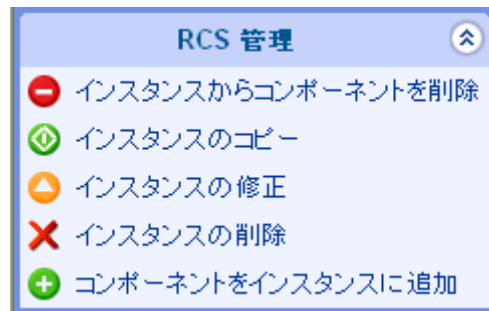 RCS 管理
インスタンスからコンポーネントを削除
インスタンスのコピー
インスタンスの修正
インスタンスの削除
コンポーネントをインスタンスに追加